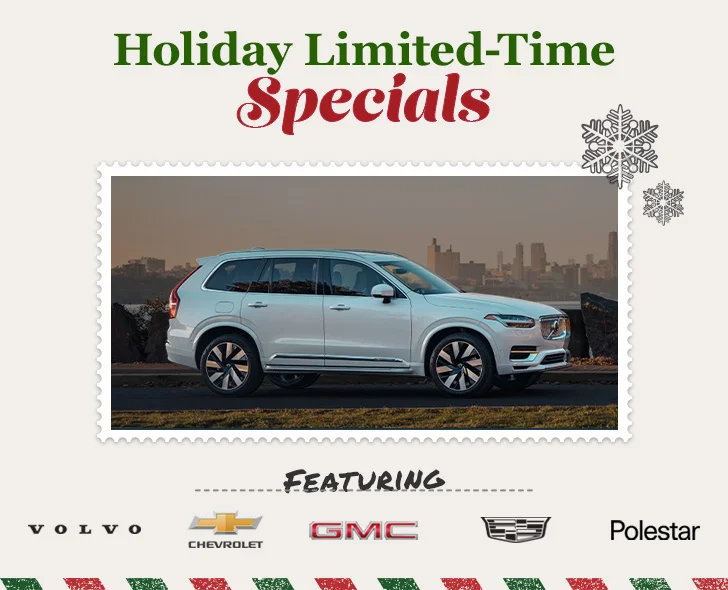 Holiday Limited-Time
Specials
FEATURING
VOLVO
CHEVROLET
GMC
Polestar